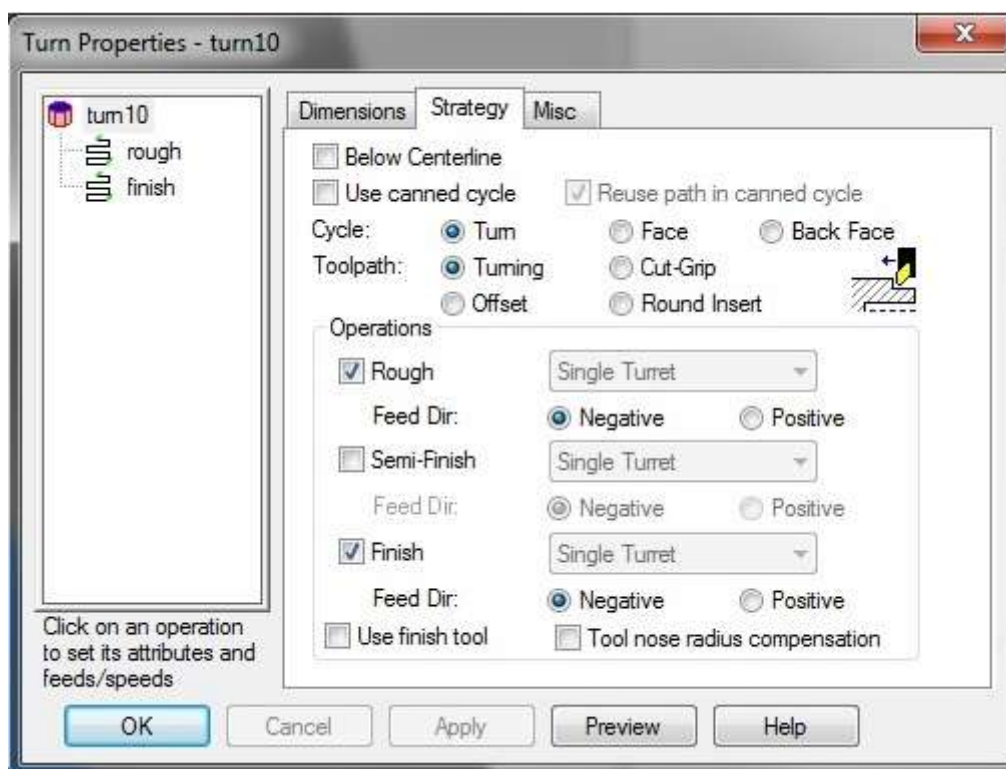 Turn Properties - turn10
turn10
rough
finish
Click on an operation
to set its attributes and
feeds/speeds
Dimensions Strategy Misc
Below Centerline
Use canned cycle Reuse path in canned cycle
Cycle: Turn Face Back Face
Toolpath: Turning Cut-Grip
Offset Round Insert
Operations
Rough Single Turret
Feed Dir: Negative Positive
Semi-Finish Single Turret
Feed Dir: Negative Positive
Finish Single Turret
Feed Dir: Negative Positive
Use finish tool Tool nose radius compensation
OK Cancel Apply Preview Help